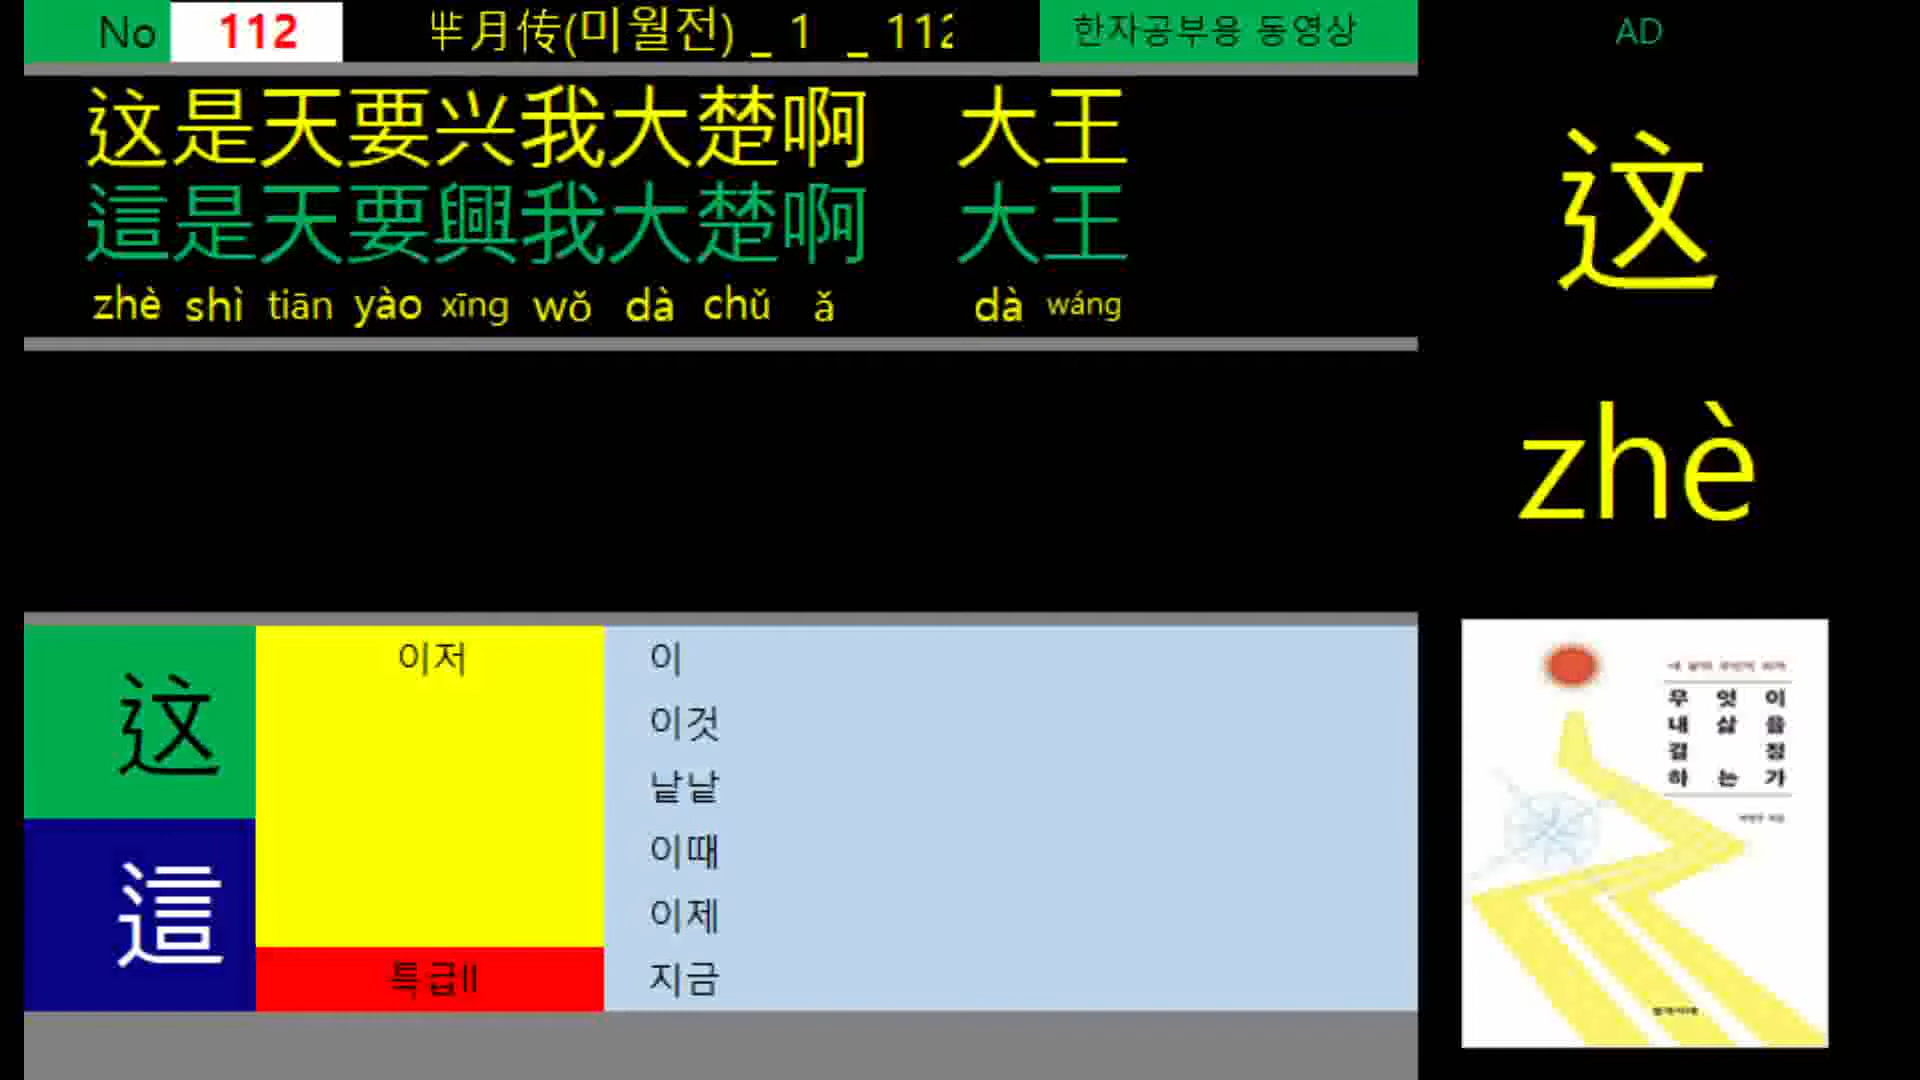 No 112 芈月传(미월전) _ 1 _ 112 한자공부용 동영상 AD
这是天要兴我大楚啊 大王
這是天要興我大楚啊 大王
zhè shì tiān yào xīng wǒ dà chǔ ǎ dà wáng
这
zhè
这
這
이저
특급II
이
이것
낱낱
이때
이제
지금
무엇이
내삶을
결정
하는가